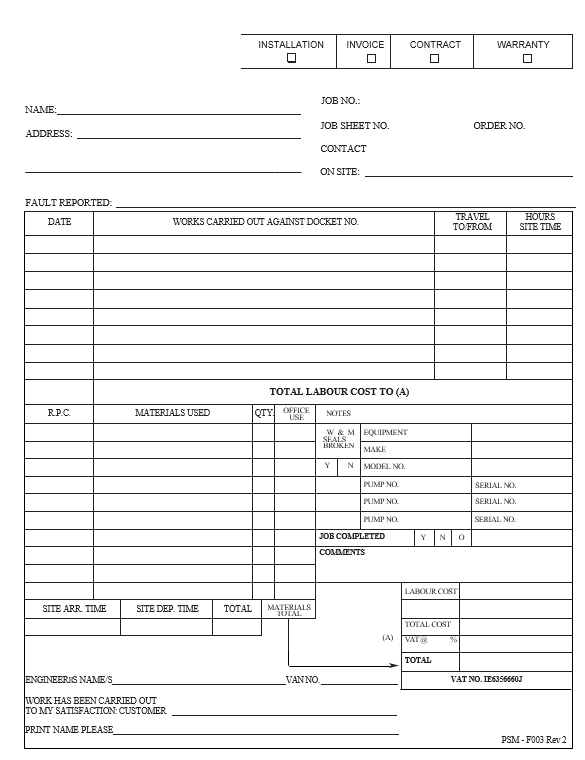 INSTALLATION INVOICE CONTRACT WARRANTY
JOB NO.:
NAME:
JOB SHEET NO. ORDER NO.
ADDRESS:
CONTACT
ON SITE:
FAULT REPORTED:
DATE WORKS CARRIED OUT AGAINST DOCKET NO. TRAVEL TO/FROM HOURS SITE TIME
TOTAL LABOUR COST TO (A)
R.P.C. MATERIALS USED QTY. OFFICE USE NOTES
W & M SEALS BROKEN EQUIPMENT
MAKE
Y N MODEL NO.
PUMP NO. SERIAL NO.
PUMP NO. SERIAL NO.
PUMP NO. SERIAL NO.
JOB COMPLETED Y N O
COMMENTS
LABOUR COST
SITE ARR. TIME SITE DEP. TIME TOTAL MATERIALS TOTAL
TOTAL COST
(A) VAT@ %
TOTAL
ENGINEER¡S NAME/S VAN NO. VAT NO. IE6356660J
WORK HAS BEEN CARRIED OUT
TO MY SATISFACTION: CUSTOMER
PRINT NAME PLEASE
PSM - F003 Rev 2